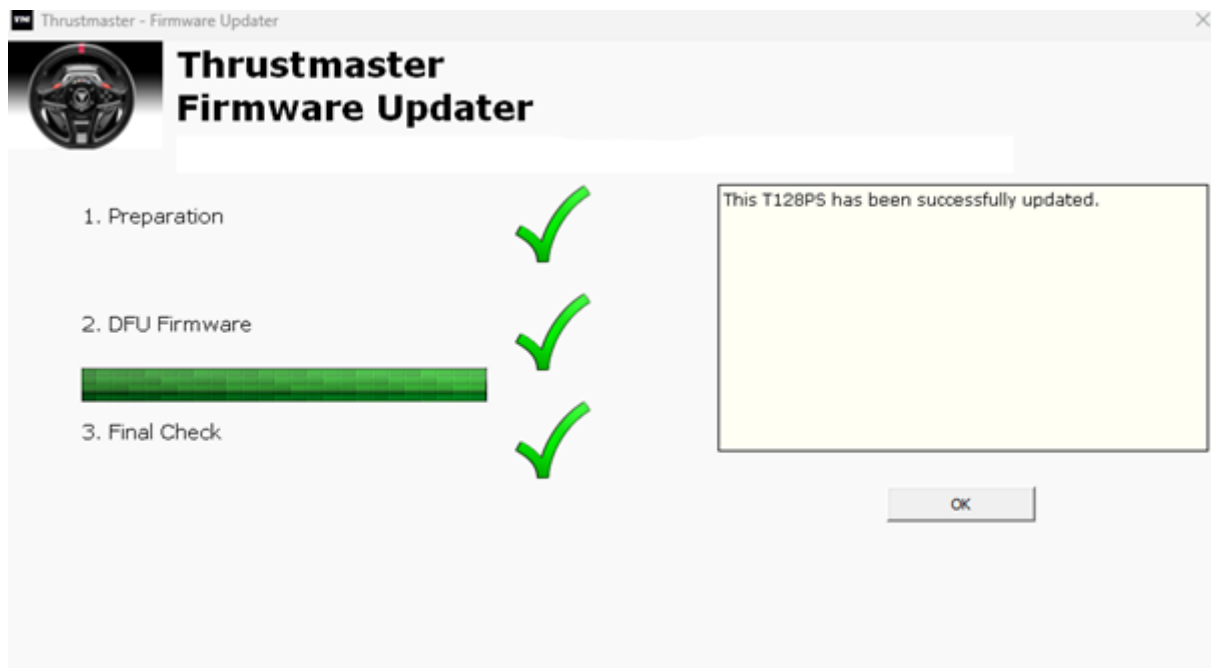 Thrustmaster - Firmware Updater
Thrustmaster
Firmware Updater
1. Preparation
This T128PS has been successfully updated.
2. DFU Firmware
3. Final Check
OK